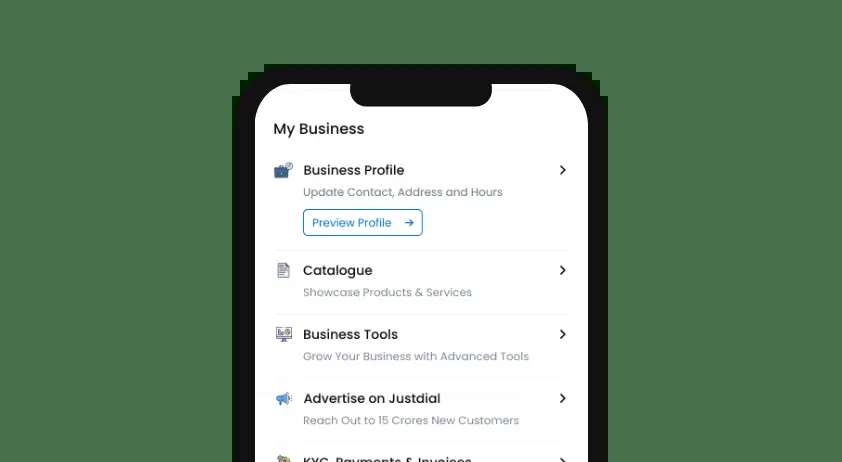 My Business
Business Profile
Update Contact, Address and Hours
Preview Profile
Catalogue
Showcase Products & Services
Business Tools
Grow Your Business with Advanced Tools
Advertise on Justdial
Reach Out to 15 Crores New Customers
KYC, Payments & Invoices